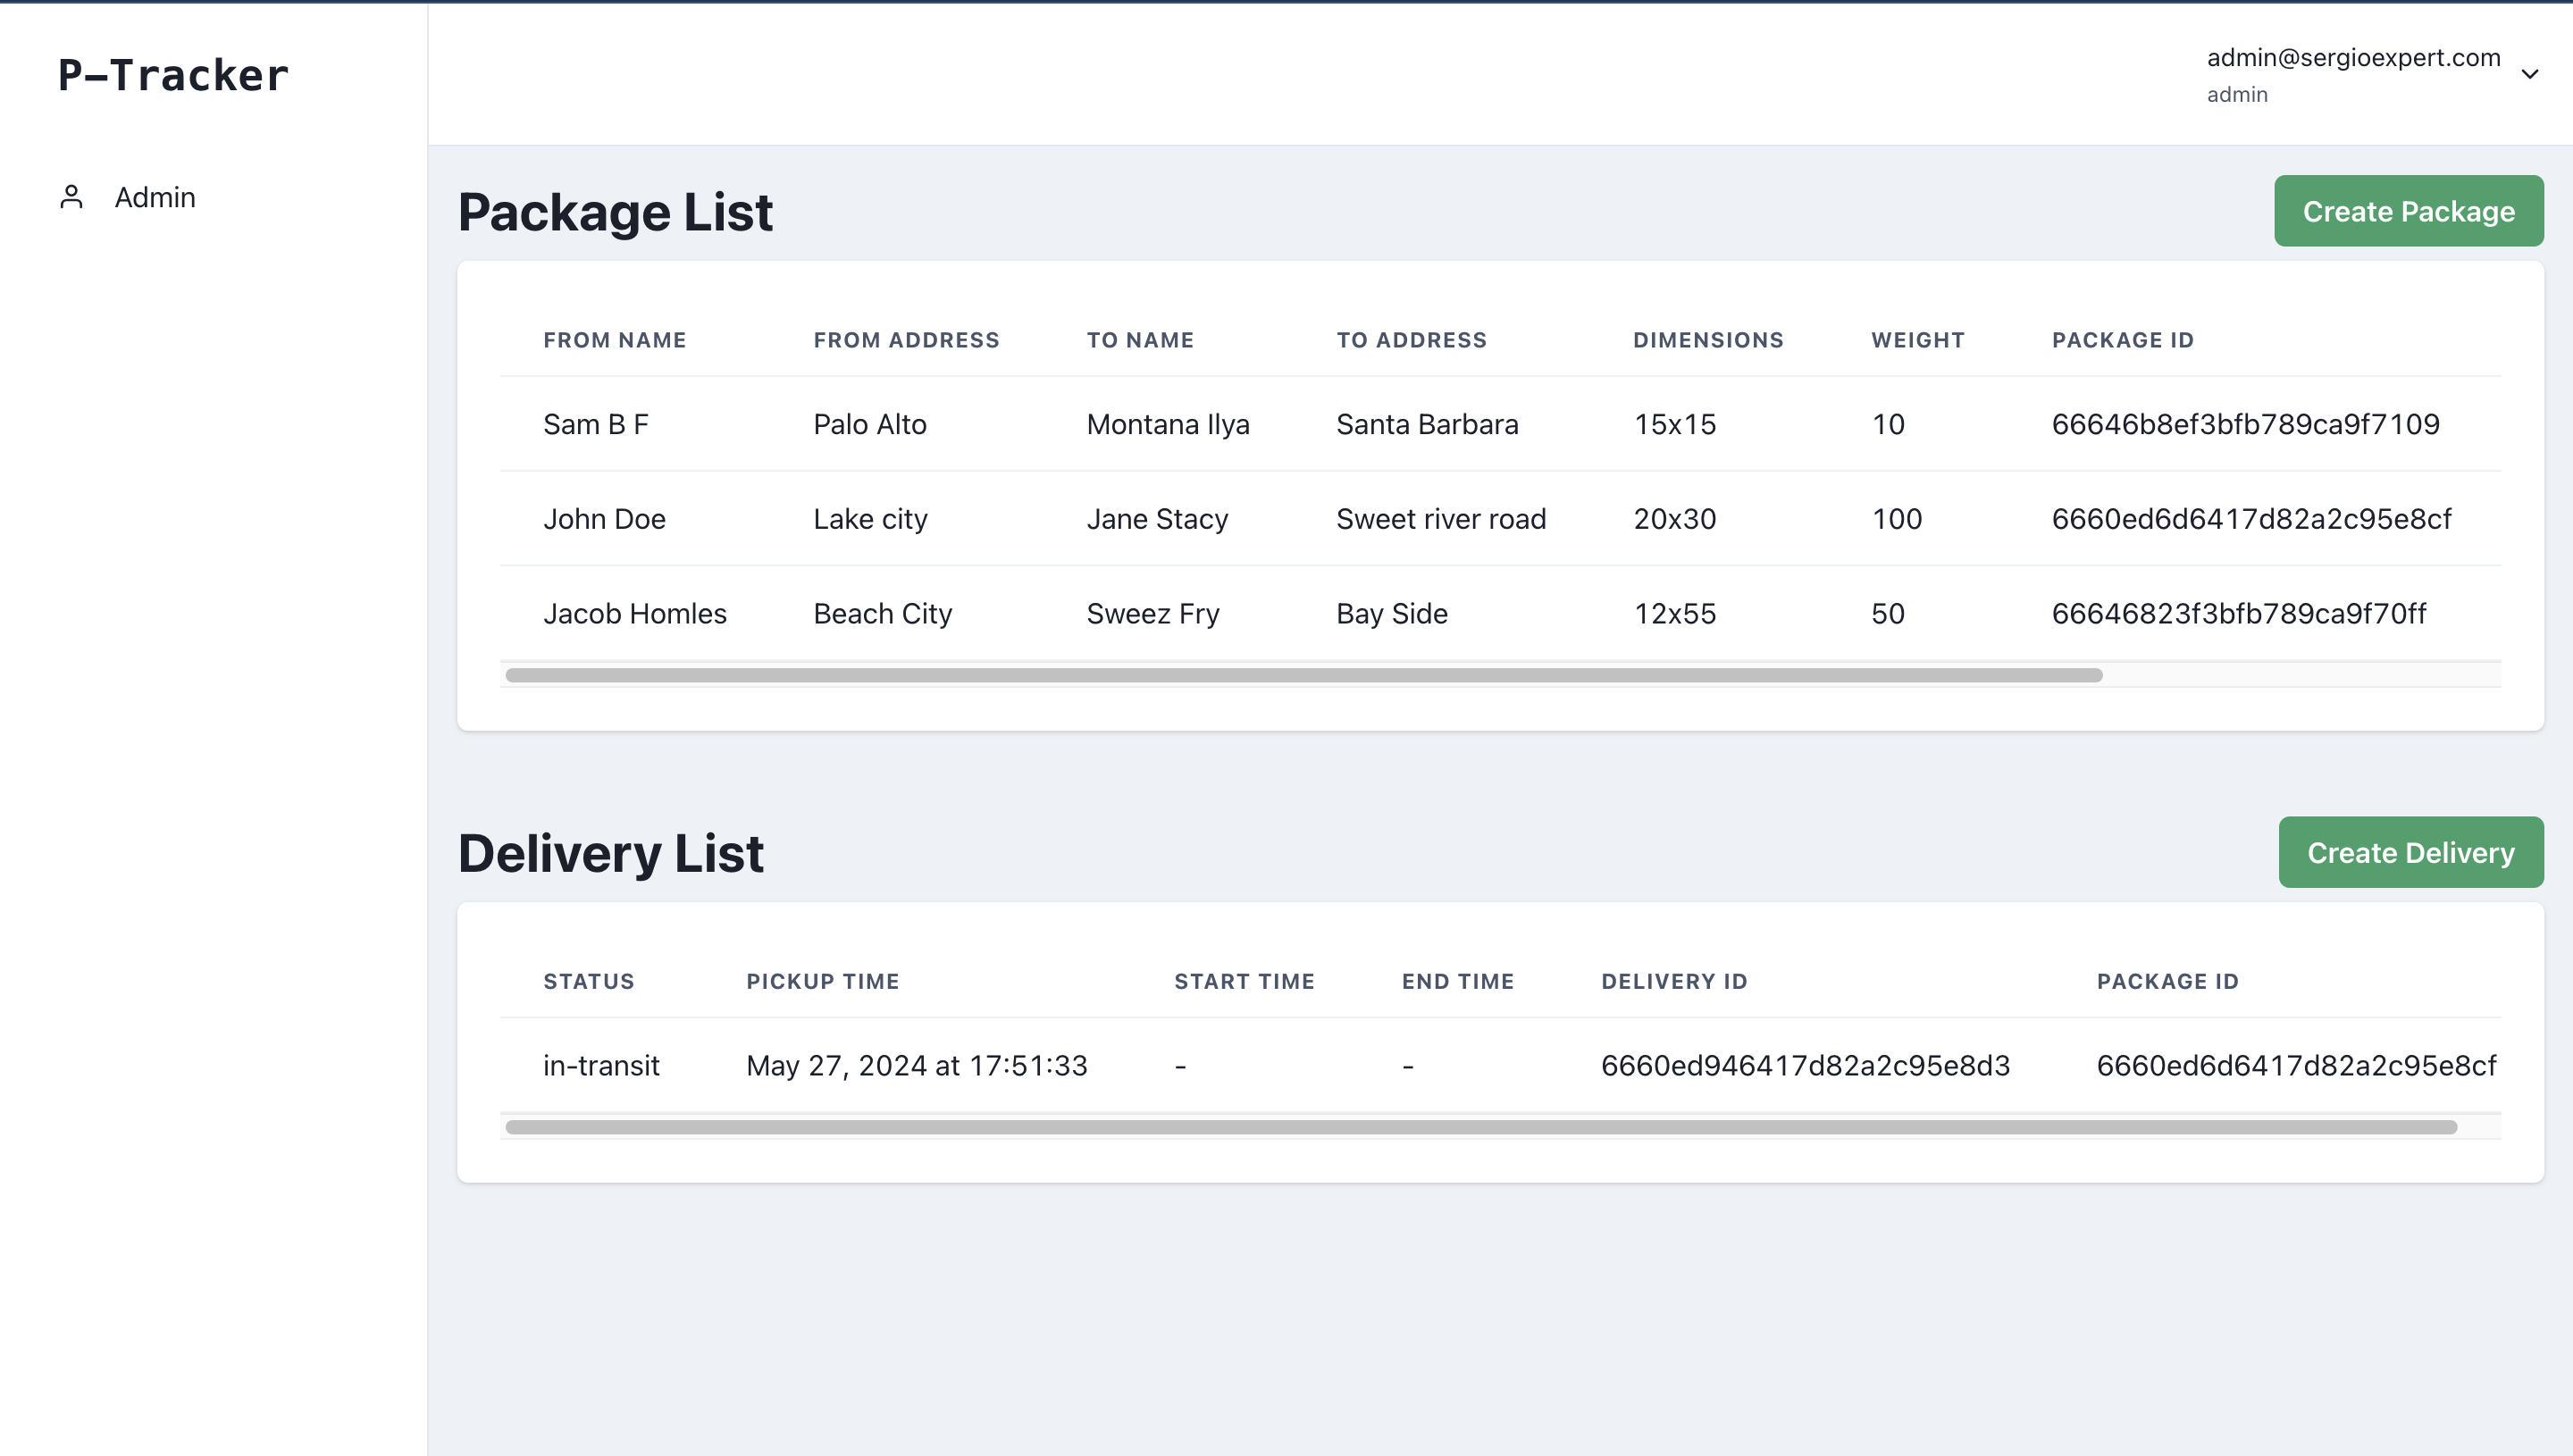 P-Tracker
admin@sergioexpert.com
admin
Admin
Package List
Create Package
FROM NAME FROM ADDRESS TO NAME TO ADDRESS DIMENSIONS WEIGHT PACKAGE ID
Sam B F Palo Alto Montana Ilya Santa Barbara 15x15 10 66646b8ef3bfb789ca9f7109
John Doe Lake city Jane Stacy Sweet river road 20x30 100 6660ed6d6417d82a2c95e8cf
Jacob Homles Beach City Sweez Fry Bay Side 12x55 50 66646823f3bfb789ca9f70ff
Delivery List
Create Delivery
STATUS PICKUP TIME START TIME END TIME DELIVERY ID PACKAGE ID
in-transit May 27, 2024 at 17:51:33 - - 6660ed946417d82a2c95e8d3 6660ed6d6417d82a2c95e8cf